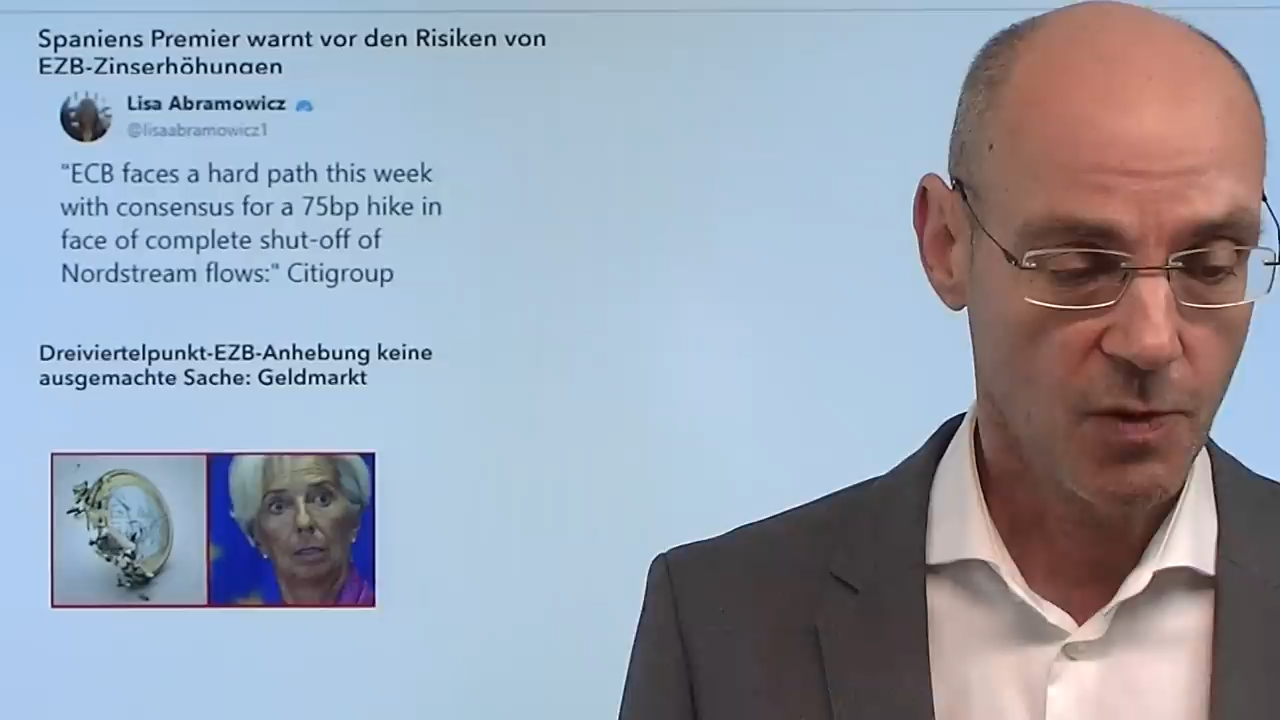 Spaniens Premier warnt vor den Risiken von
EZB-Zinserhöhungen
Lisa Abramowicz
@lisaabramowicz1
"ECB faces a hard path this week
with consensus for a 75bp hike in
face of complete shut-off of
Nordstream flows:" Citigroup
Dreiviertelpunkt-EZB-Anhebung keine
ausgemachte Sache: Geldmarkt